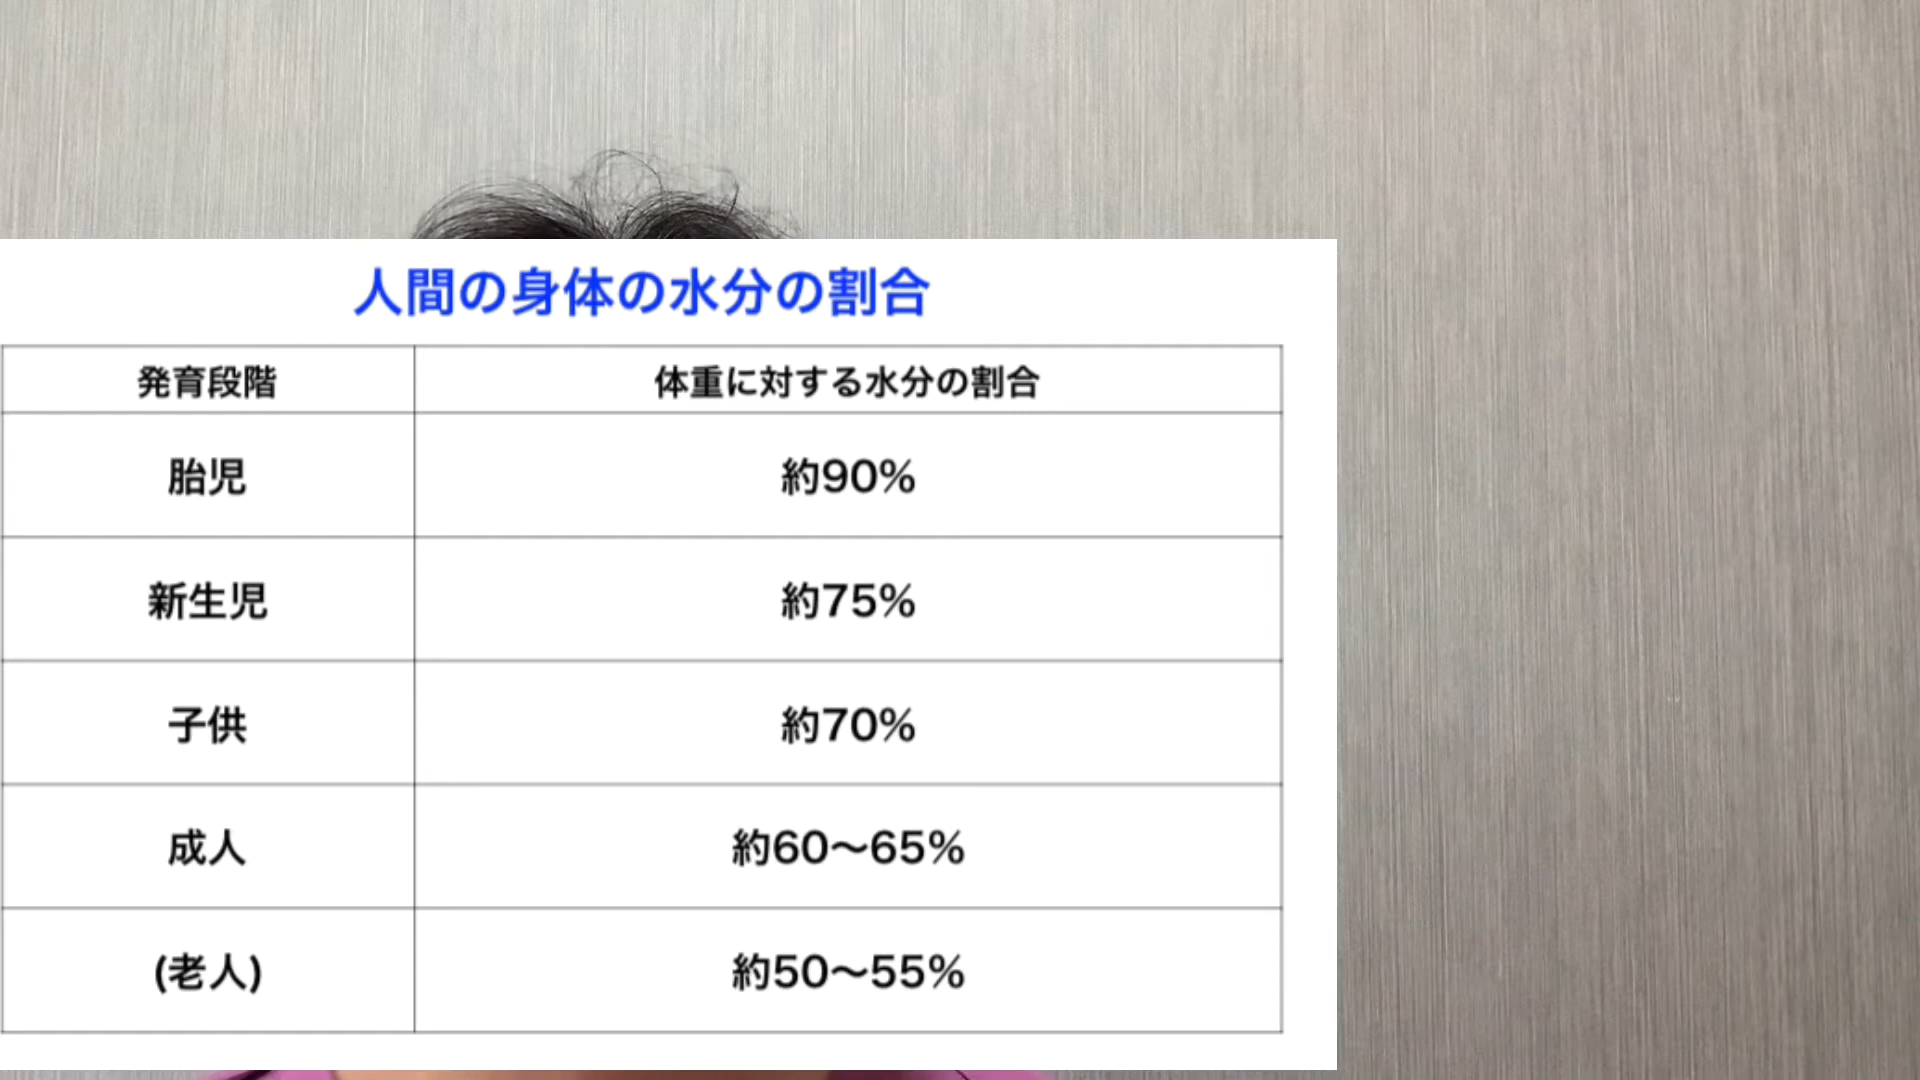 人間の身体の水分の割合
発育段階 体重に対する水分の割合
胎児 約90%
新生児 約75%
子供 約70%
成人 約60〜65%
(老人) 約50〜55%